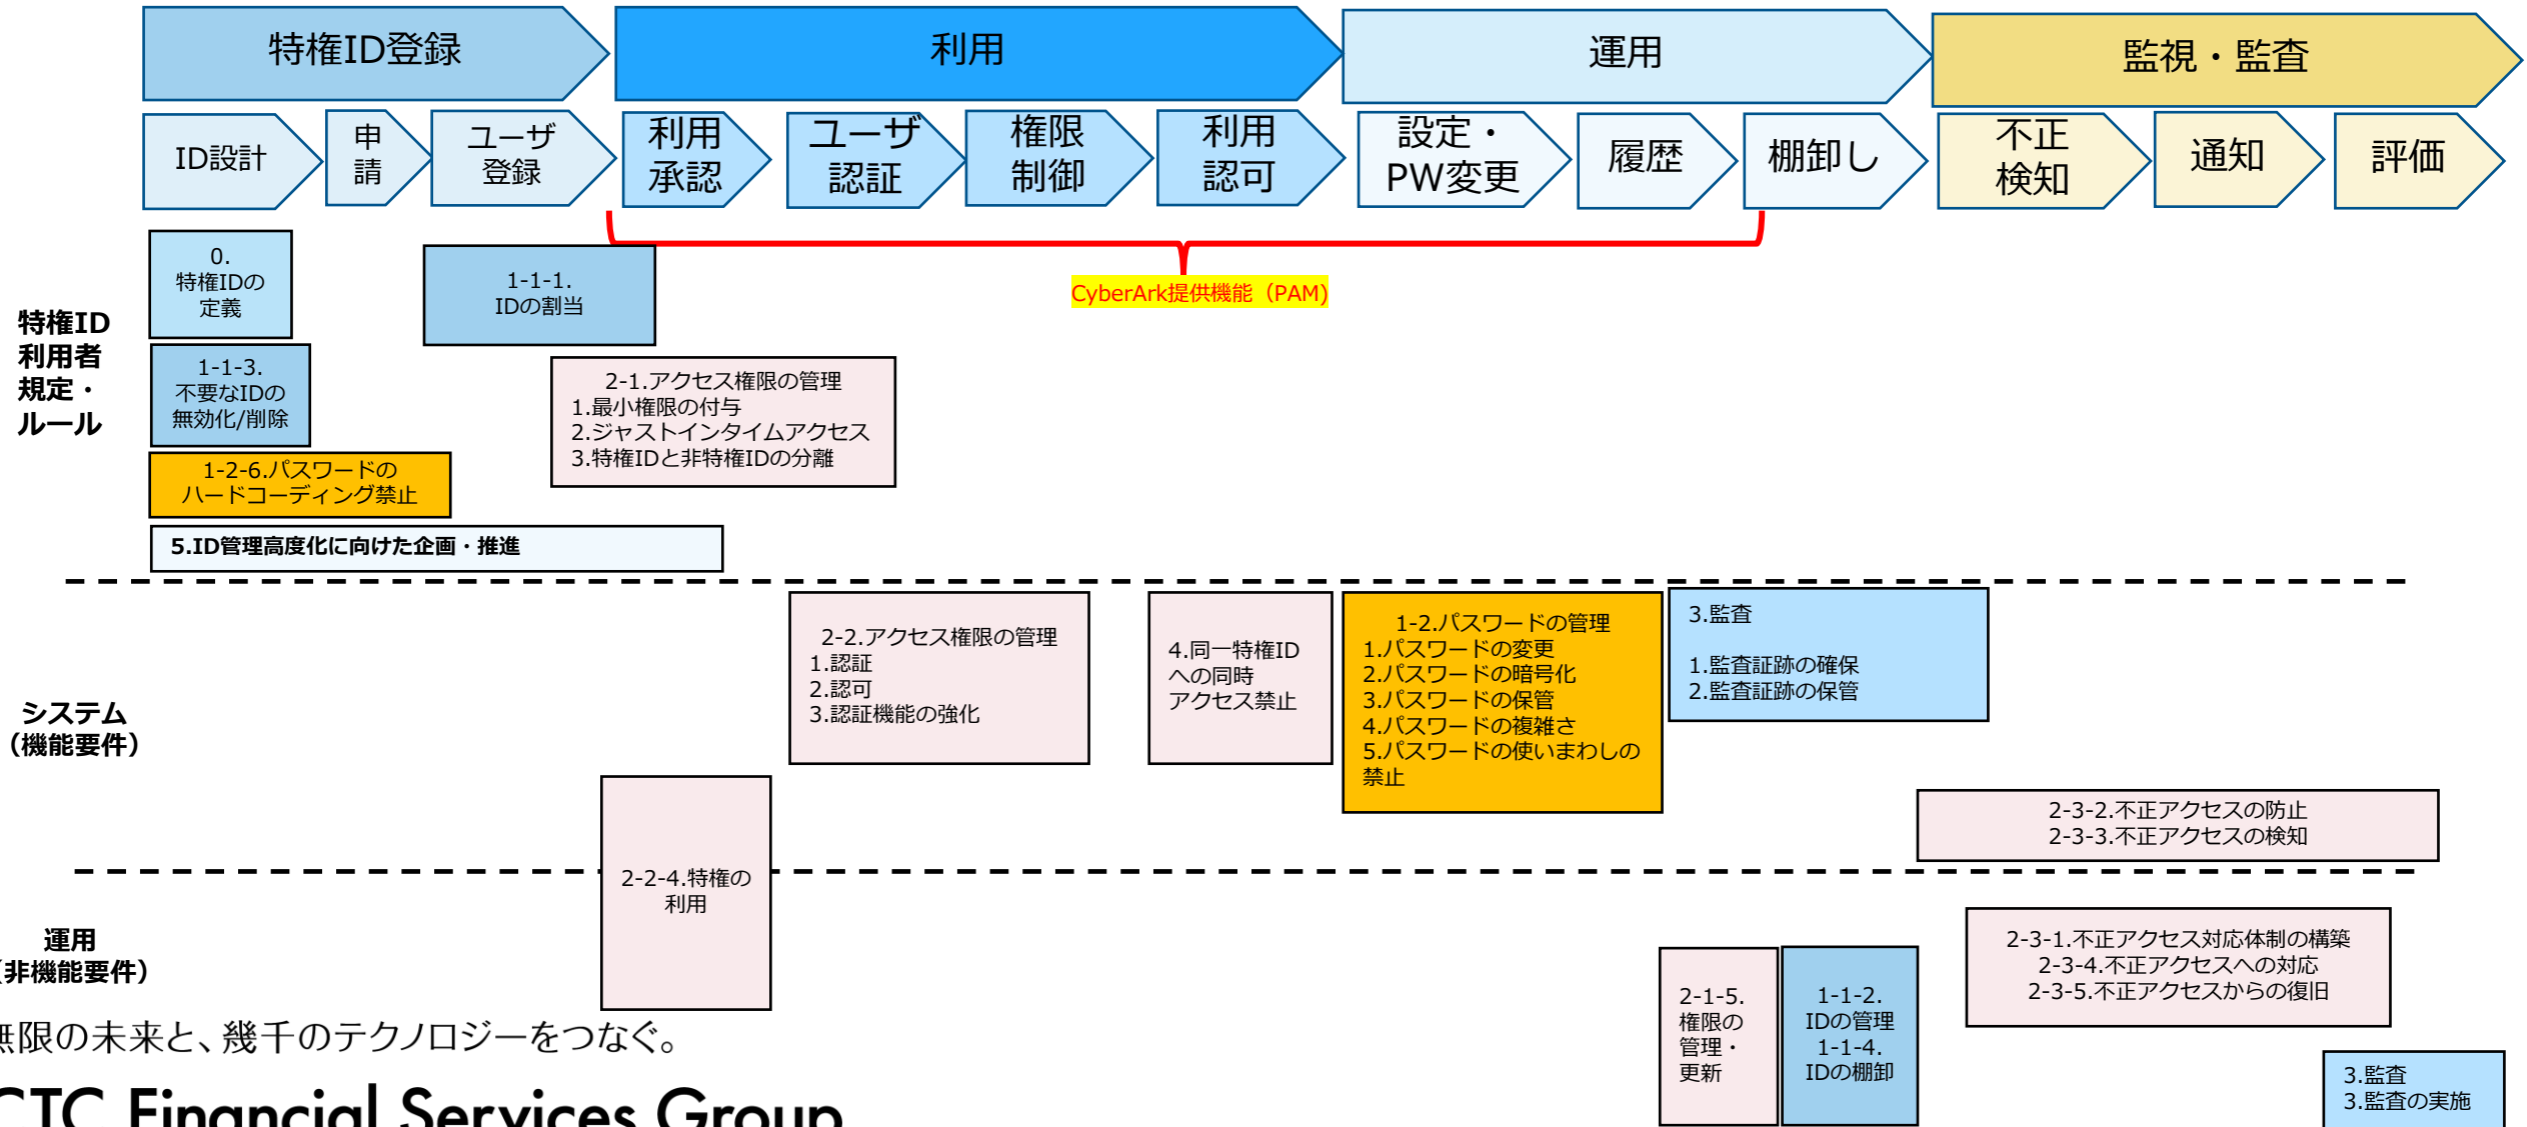 特権ID登録
利用
運用
監視・監査
ID設計
申
請
ユーザ
登録
利用
承認
ユーザ
認証
権限
制御
利用
認可
設定・
PW変更
履歴
棚卸し
不正
検知
通知
評価
CyberArk提供機能（PAM)
特権ID
利用者
規定・
ルール
0.
特権IDの
定義
1-1-1.
IDの割当
1-1-3.
不要なIDの
無効化/削除
2-1.アクセス権限の管理
1.最小権限の付与
2.ジャストインタイムアクセス
3.特権IDと非特権IDの分離
1-2-6.パスワードの
ハードコーディング禁止
5.ID管理高度化に向けた企画・推進
システム
（機能要件）
2-2.アクセス権限の管理
1.認証
2.認可
3.認証機能の強化
4.同一特権ID
への同時
アクセス禁止
1-2.パスワードの管理
1.パスワードの変更
2.パスワードの暗号化
3.パスワードの保管
4.パスワードの複雑さ
5.パスワードの使いまわしの
禁止
3.監査
1.監査証跡の確保
2.監査証跡の保管
2-3-2.不正アクセスの防止
2-3-3.不正アクセスの検知
2-2-4.特権の
利用
運用
（非機能要件）
2-1-5.
権限の
管理・
更新
1-1-2.
IDの管理
1-1-4.
IDの棚卸
2-3-1.不正アクセス対応体制の構築
2-3-4.不正アクセスへの対応
2-3-5.不正アクセスからの復旧
3.監査
3.監査の実施
無限の未来と、幾千のテクノロジーをつなぐ。
CTC Financial Services Group